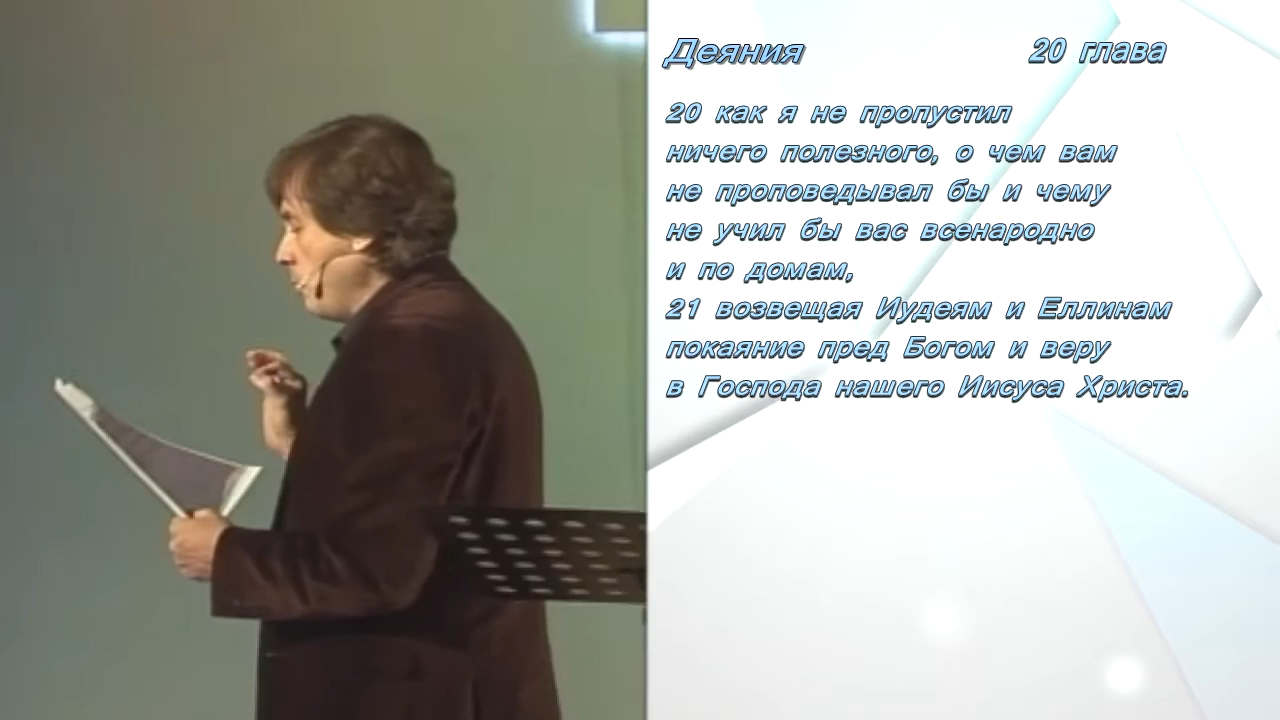 Деяния 20 глава
20 как я не пропустил
ничего полезного, о чем вам
не проповедывал бы и чему
не учил бы вас всенародно
и по домам,
21 возвещая Иудеям и Еллинам
покаяние пред Богом и веру
в Господа нашего Иисуса Христа.